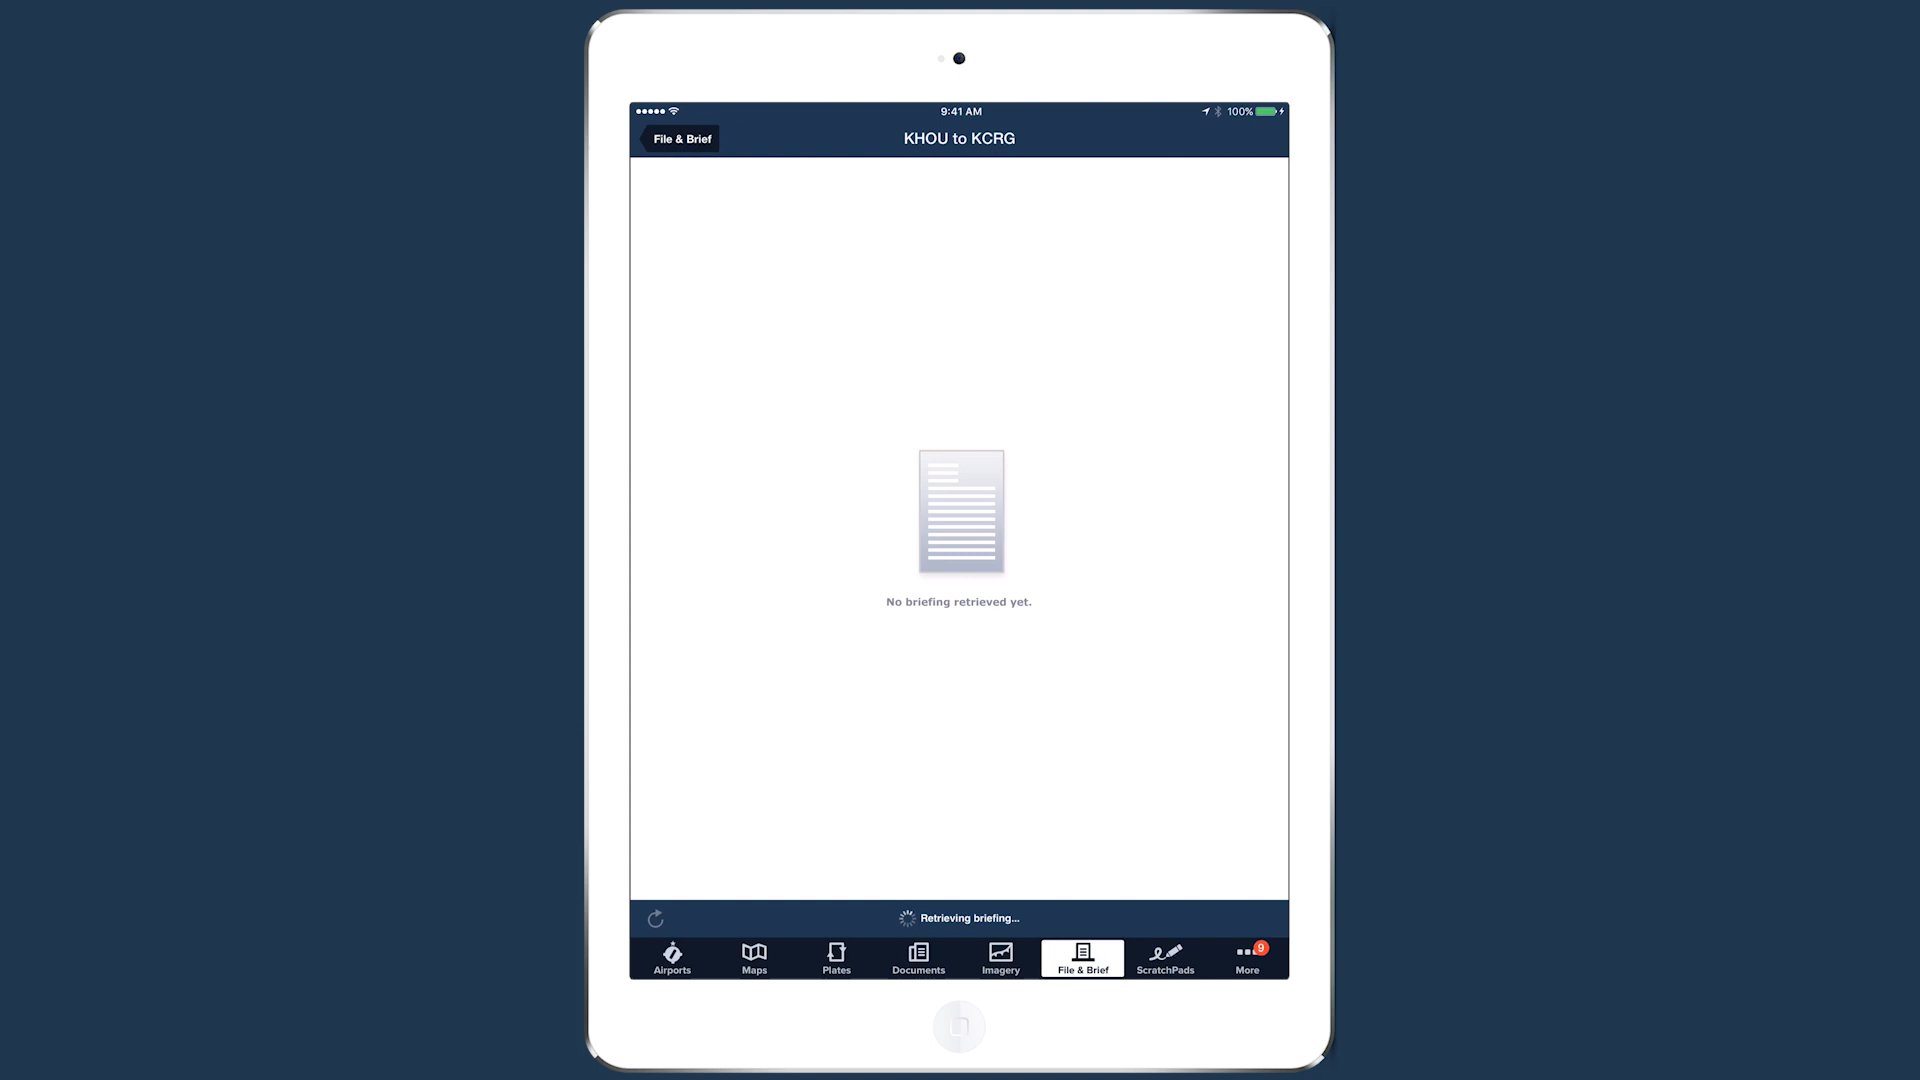 9:41 AM
100%
File & Brief
KHOU to KCRG
No briefing retrieved yet.
Retrieving briefing...
Airports
Maps
Plates
Documents
Imagery
File & Brief
ScratchPads
9
More